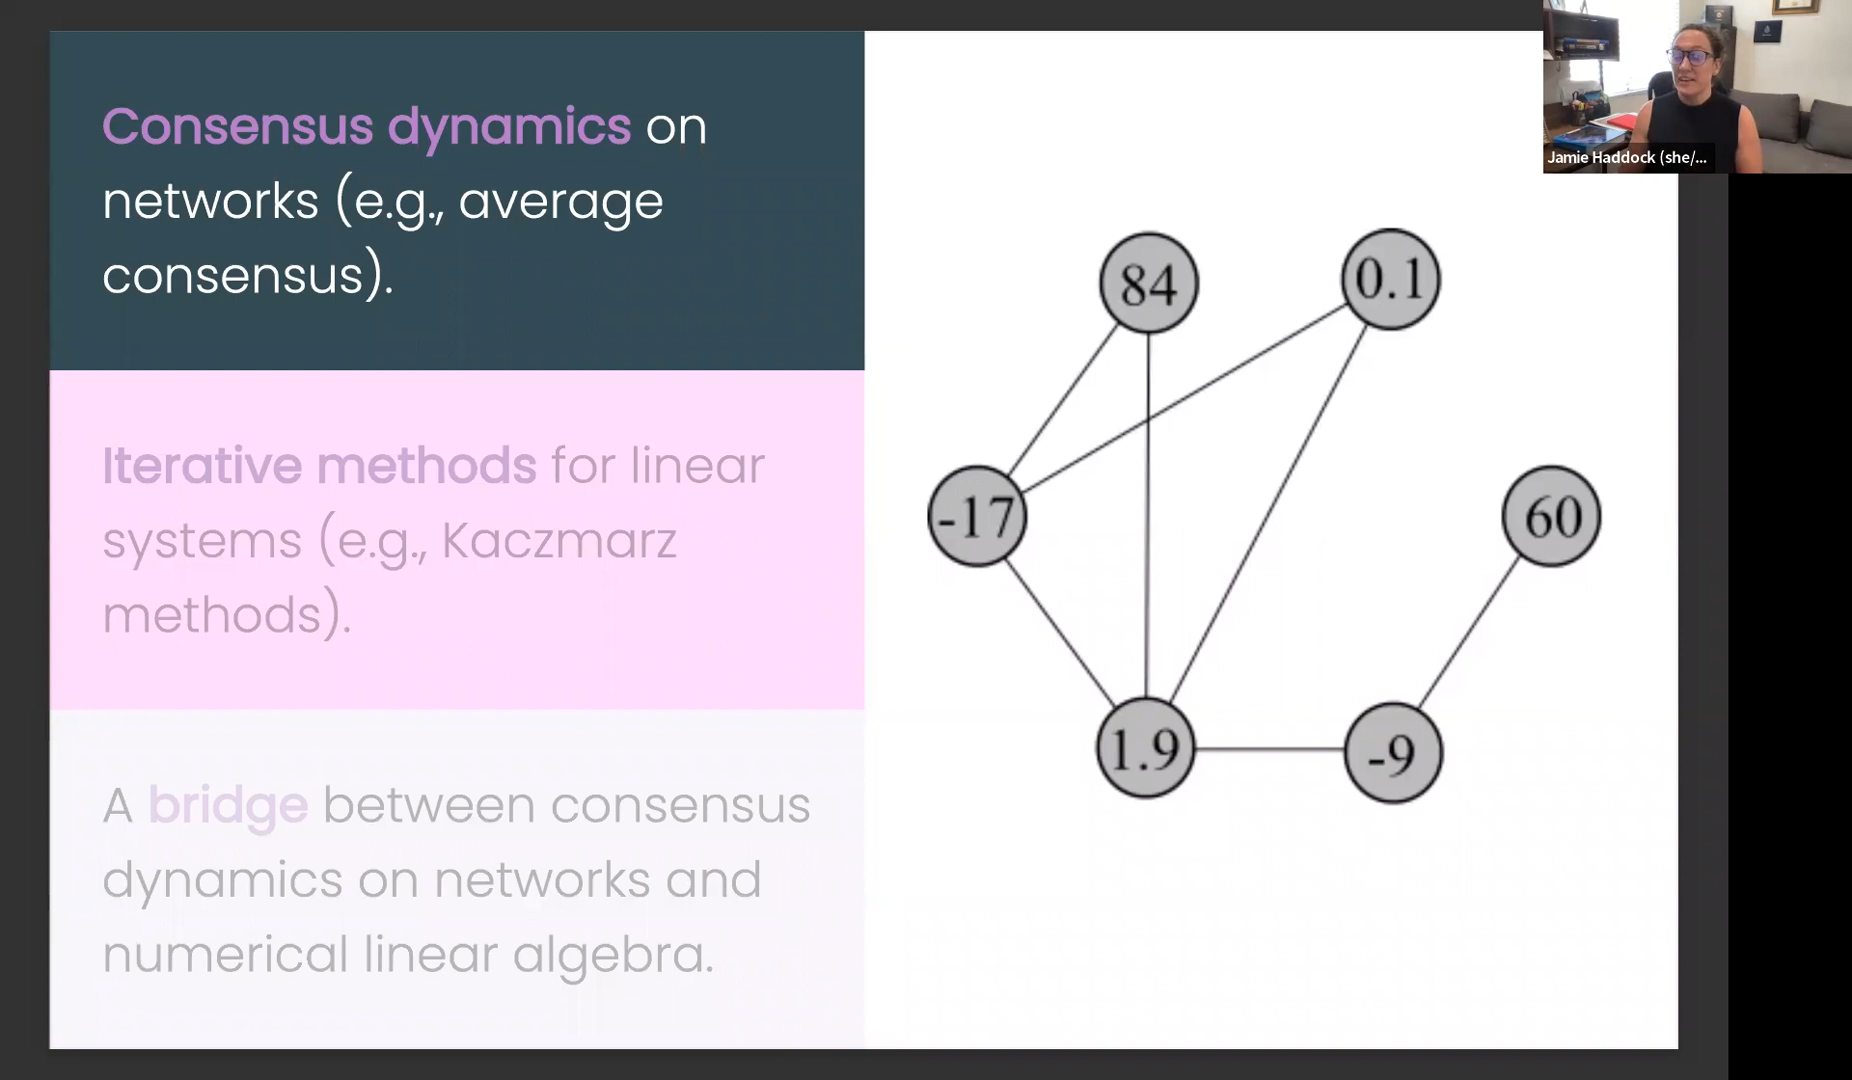 Consensus dynamics on
networks (e.g., average
consensus).
Iterative methods for linear
systems (e.g., Kaczmarz
methods).
A bridge between consensus
dynamics on networks and
numerical linear algebra.
84
0.1
-17
60
1.9
-9
Jamie Haddock (she/...